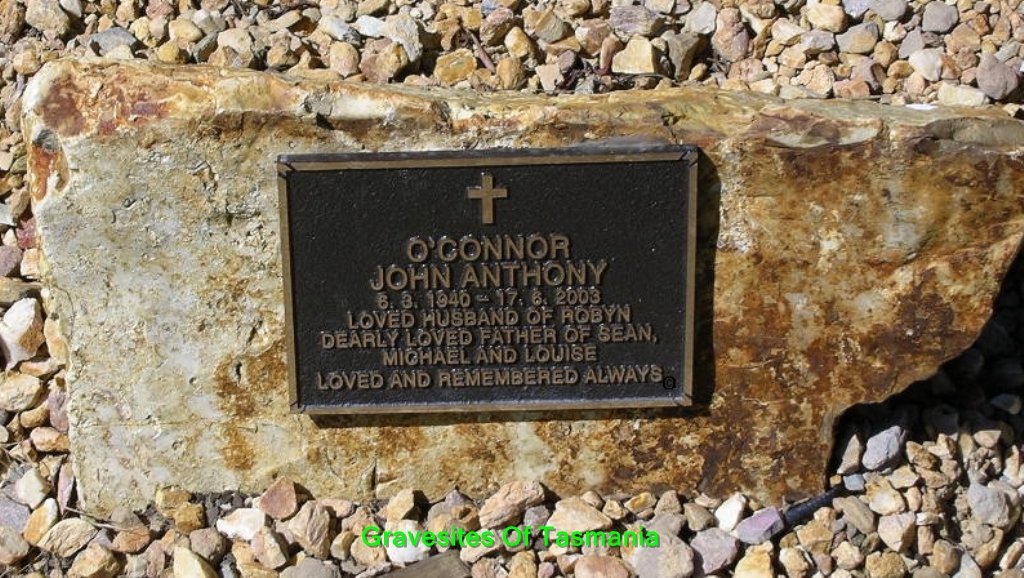 O'CONNOR
JOHN ANTHONY
6. 3. 1940 - 17. 6. 2003
LOVED HUSBAND OF ROBYN
DEARLY LOVED FATHER OF SEAN,
MICHAEL AND LOUISE
LOVED AND REMEMBERED ALWAYS
©
Gravesites Of Tasmania